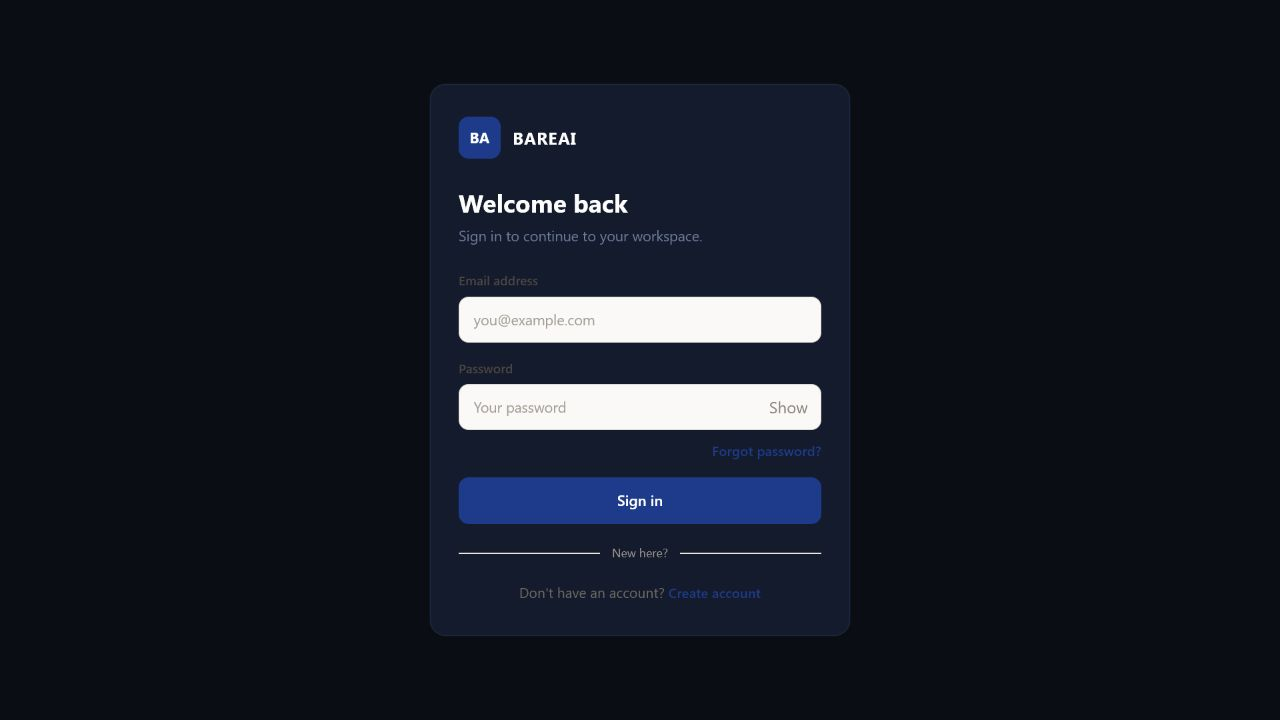 BA BAREAI
Welcome back
Sign in to continue to your workspace.
Email address
you@example.com
Password
Your password Show
Forgot password?
Sign in
New here?
Don't have an account? Create account